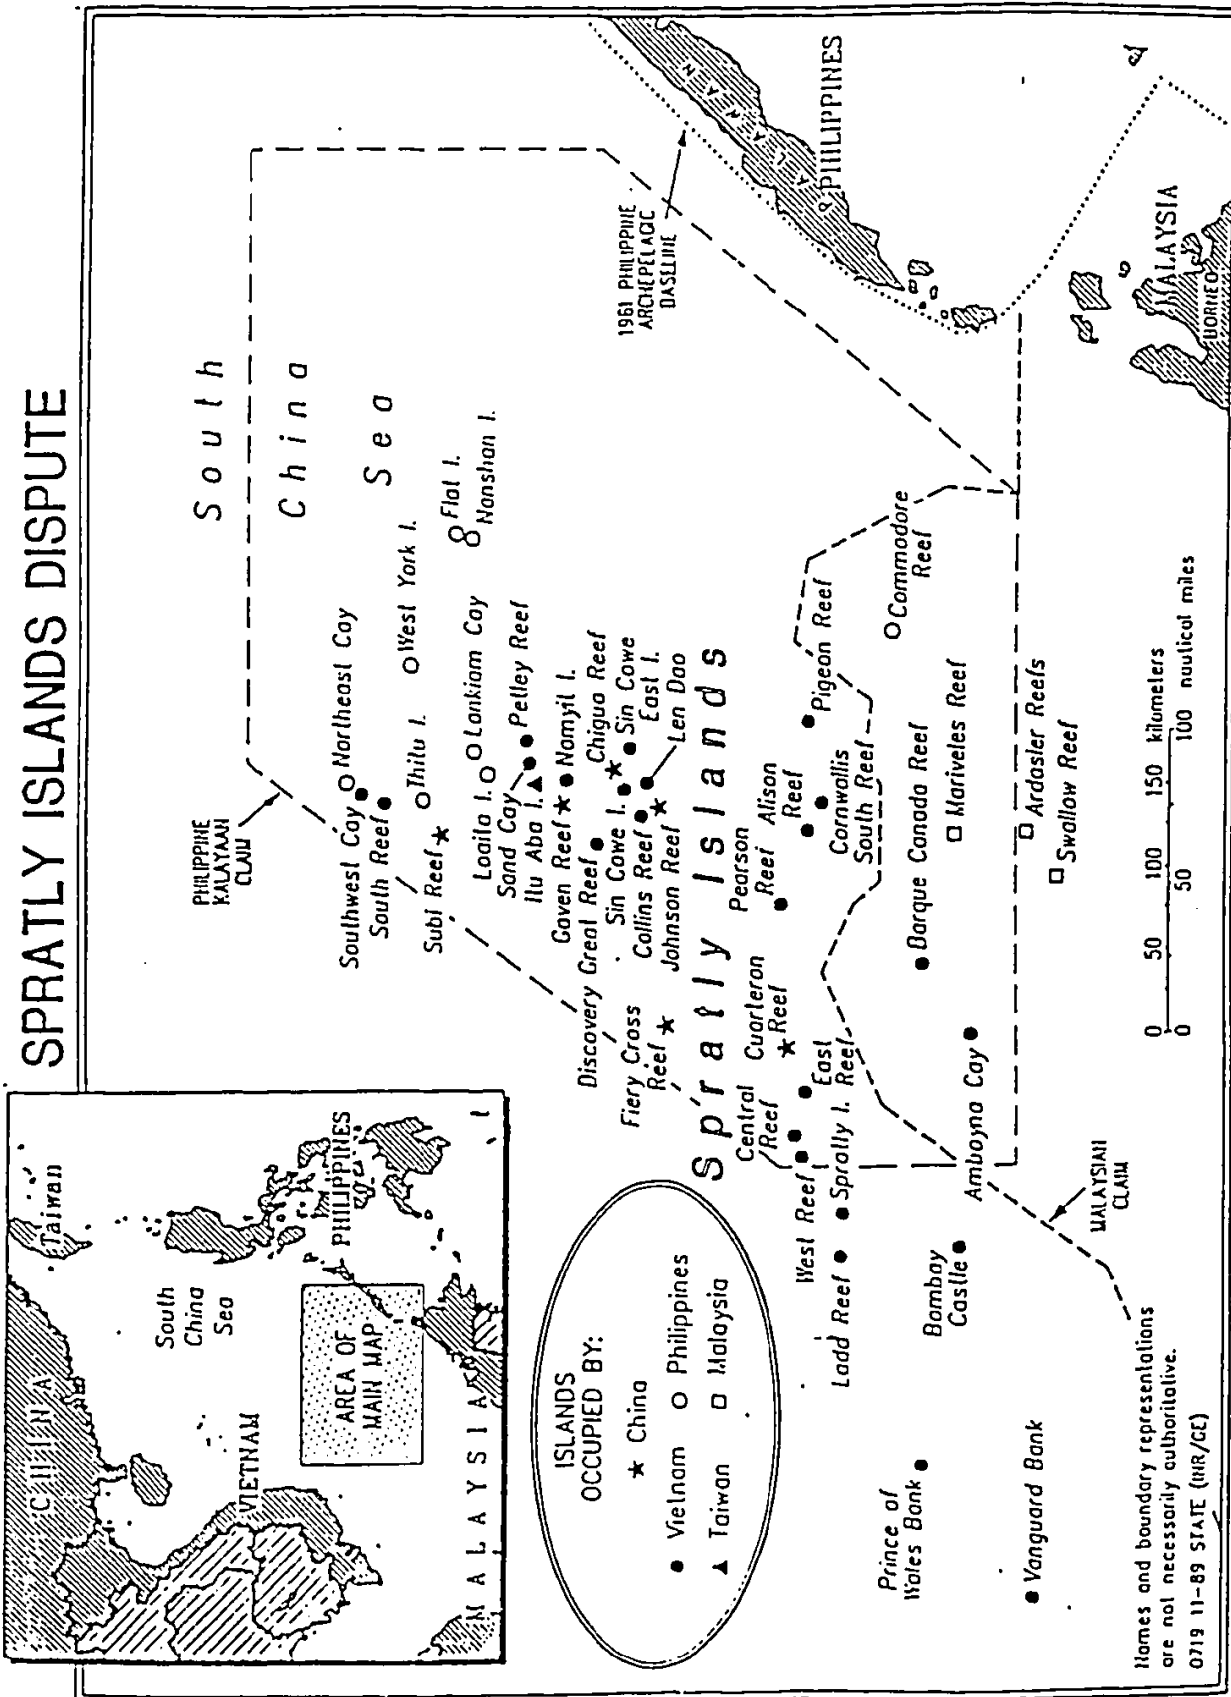 SPRATLY ISLANDS DISPUTE
CHINA
Taiwan
South
China
Sea
VIETNAM
PHILIPPINES
AREA OF
MAIN MAP
MALAYSIA
ISLANDS
OCCUPIED BY:
★ China
● Vietnam ○ Philippines
▲ Taiwan □ Malaysia
South
China
Sea
PHILIPPINE
KALAYAAN
CLAIM
Southwest Cay
Northeast Cay
South Reef
Subi Reef
Thitu I.
West York I.
Flat I.
Nanshan I.
Loaita I.
Lankiam Cay
Sand Cay
Petley Reef
Itu Aba I.
Gaven Reef
Namyit I.
Discovery Great Reef
Chigua Reef
Sin Cowe I.
Sin Cowe
East I.
Collins Reef
Len Dao
Johnson Reef
Fiery Cross
Reef
Spratly Islands
1961 PHILIPPINE
ARCHEPELAGIC
BASELINE
PALAWAN
PHILIPPINES
Pearson
Reef
Alison
Reef
Pigeon Reef
Cornwallis
South Reef
Commodore
Reef
Central
Reef
Cuarteron
Reef
West Reef
East
Reef
Ladd Reef
Spratly I.
Barque Canada Reef
Mariveles Reef
Bombay
Castle
Amboyna Cay
Ardasier Reefs
Swallow Reef
MALAYSIAN
CLAIM
Prince of
Wales Bank
Vanguard Bank
MALAYSIA
BORNEO
0 50 100 150 kilometers
0 50 100 nautical miles
Names and boundary representations
are not necessarily authoritative.
0719 11-89 STATE (INR/GE)